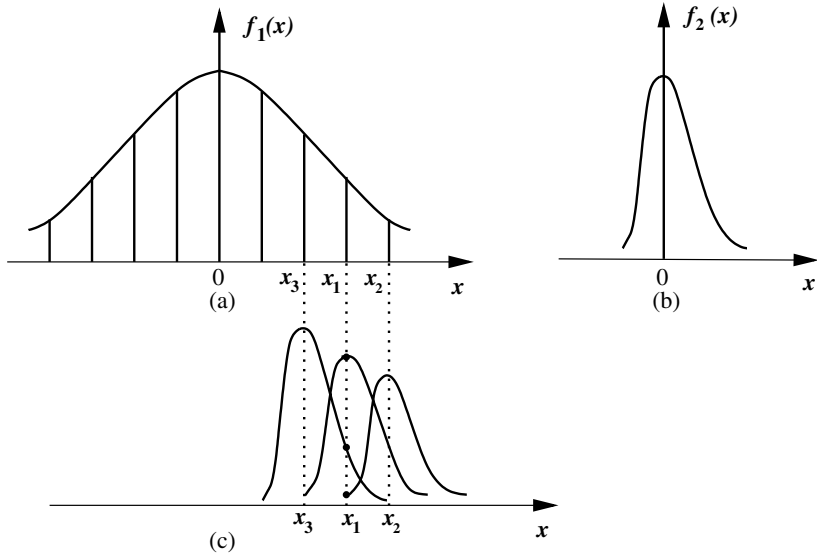 f1(x)
f2(x)
0 x3 x1 x2 x
(a)
0 x
(b)
x3 x1 x2 x
(c)